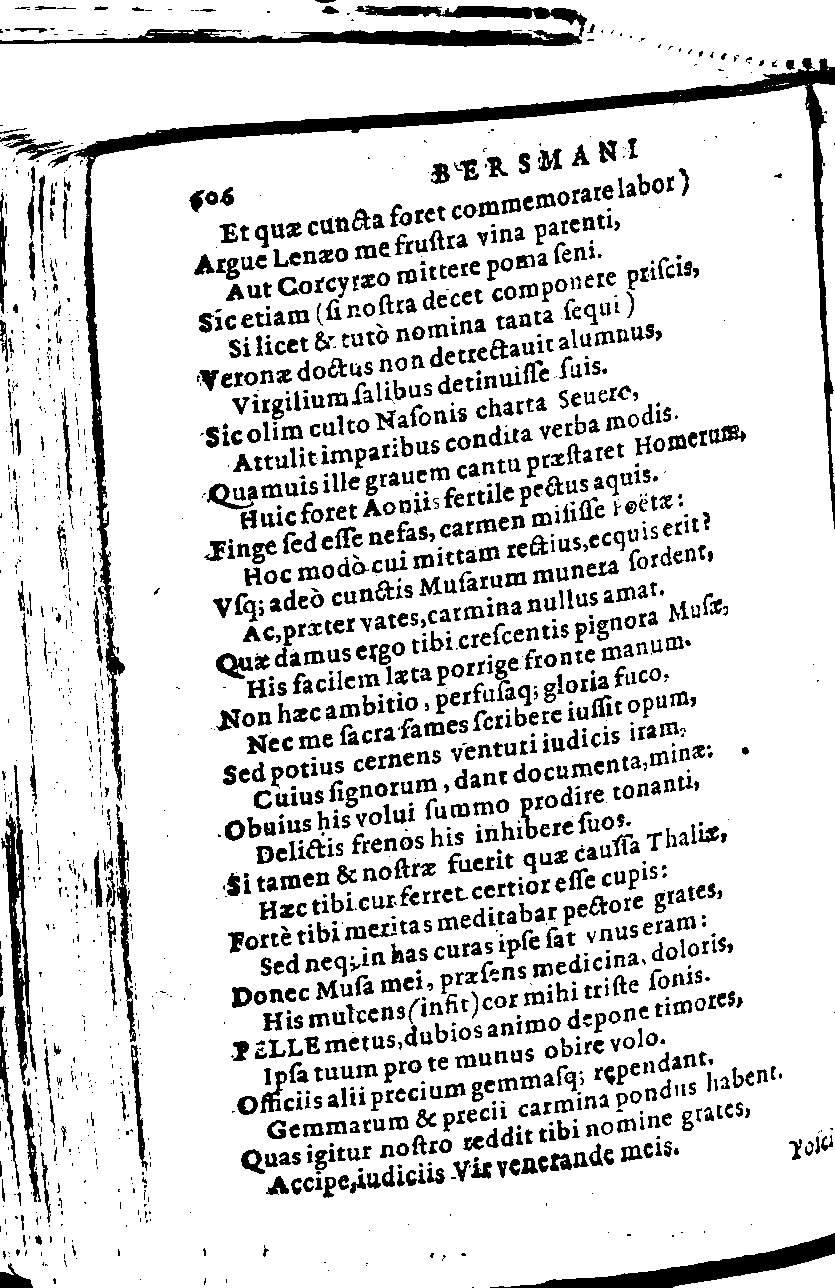 BERSMANI
606
Et quæ cuncta foret commemorare labor)
Argue Lenæo me frustra vina parenti,
Aut Corcyræo mittere poma seni.
Sic etiam (si nostra decet componere priscis,
Si licet & tutò nomina tanta sequi)
Veronæ doctus non detrectauit alumnus,
Virgilium salibus detinuisse suis.
Sic olim culto Nasonis charta Seuero,
Attulit imparibus condita verba modis.
Quamuis ille grauem cantu præstaret Homerum,
Huic foret Aoniis fertile pectus aquis.
Finge sed esse nefas, carmen misisse Poëtæ:
Hoc modò cui mittam rectius, ecquis erit?
Vsq; adeò cunctis Musarum munera sordent,
Ac, præter vates, carmina nullus amat.
Quæ damus ergo tibi crescentis pignora Musæ,
His facilem læta porrige fronte manum.
Non hæc ambitio, perfusaq; gloria fuco,
Nec me sacra fames scribere iussit opum,
Sed potius cernens venturi iudicis iram,
Cuius signorum, dant documenta, minæ:
Obuius his volui summo prodire tonanti,
Delictis frenos his inhibere suos.
Si tamen & nostræ fuerit quæ caussa Thaliæ,
Hæc tibi cur ferret certior esse cupis:
Fortè tibi meritas meditabar pectore grates,
Sed neq; in has curas ipse sat vnus eram:
Donec Musa mei, præsens medicina, doloris,
His mulcens (infit) cor mihi triste sonis.
PELLE metus, dubios animo depone timores,
Ipsa tuum pro te munus obire volo.
Officiis alii precium gemmasq; rependant,
Gemmarum & precii carmina pondus habent.
Quas igitur nostro reddit tibi nomine grates,
Accipe, iudiciis Vir venerande meis.